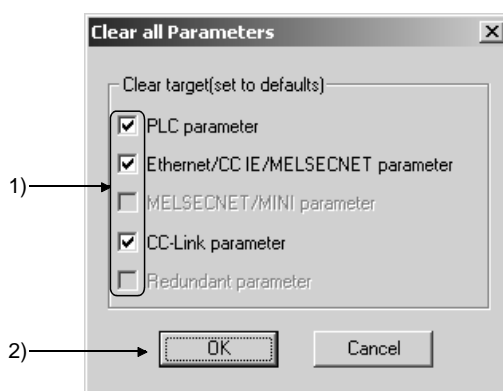 Clear all Parameters
Clear target(set to defaults)
PLC parameter
Ethernet/CC IE/MELSECNET parameter
1)
MELSECNET/MINI parameter
CC-Link parameter
Redundant parameter
2)
OK Cancel